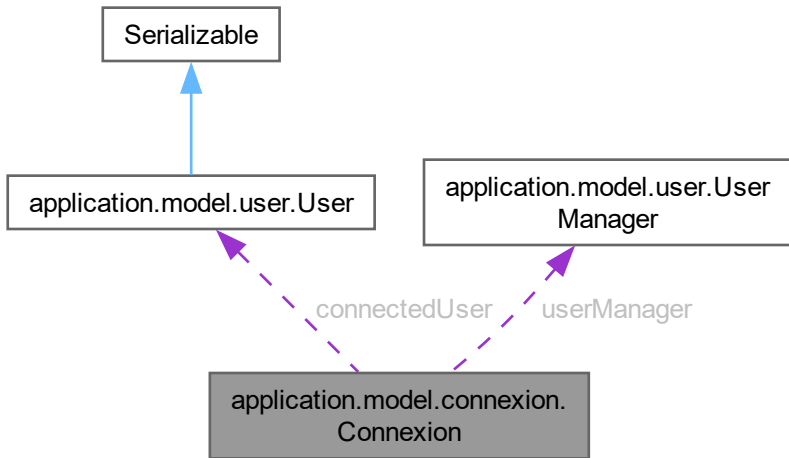 Serializable
application.model.user.User
application.model.user.User
Manager
connectedUser
userManager
application.model.connexion.
Connexion